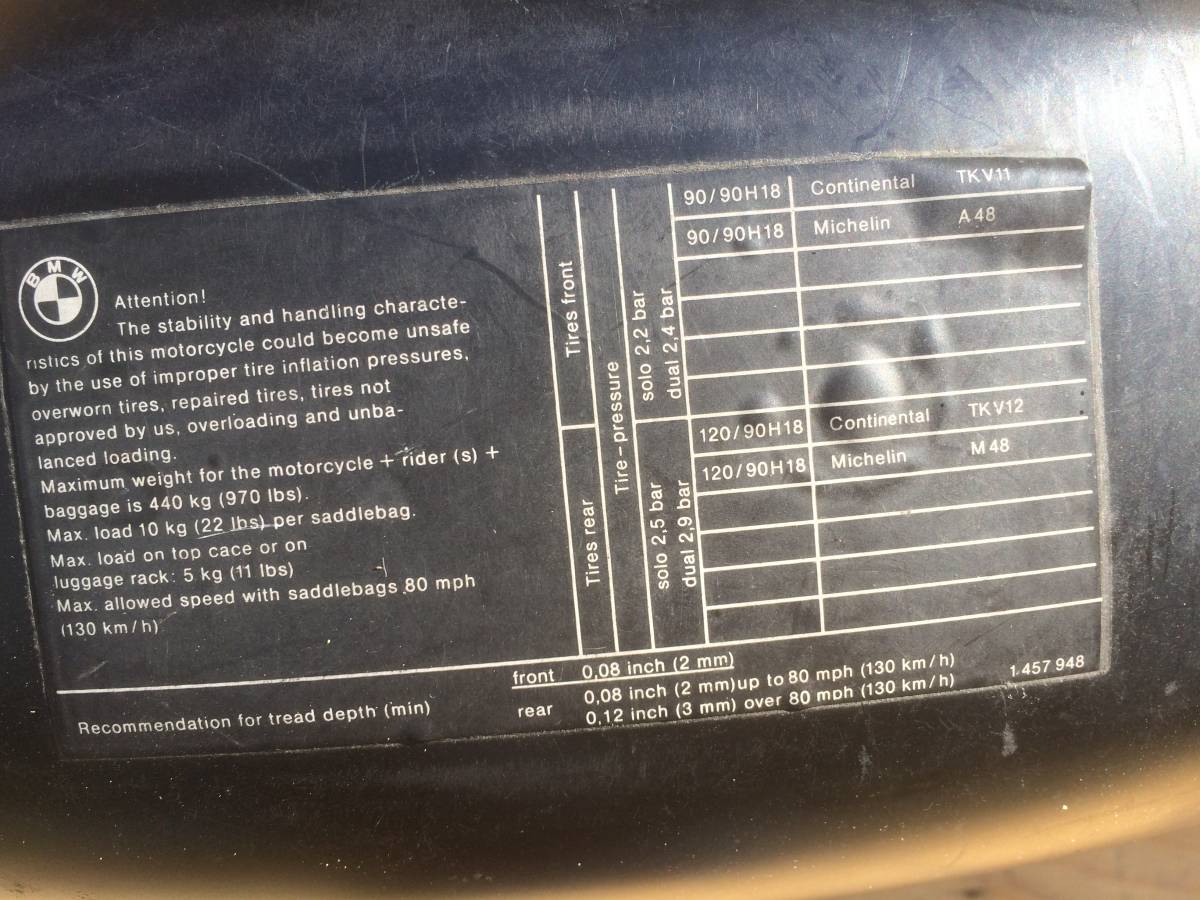 BMW
Attention!
The stability and handling characte-
ristics of this motorcycle could become unsafe
by the use of improper tire inflation pressures,
overworn tires, repaired tires, tires not
approved by us, overloading and unba-
lanced loading.
Maximum weight for the motorcycle + rider (s) +
baggage is 440 kg (970 lbs).
Max. load 10 kg (22 lbs) per saddlebag.
Max. load on top cace or on
luggage rack: 5 kg (11 lbs)
Max. allowed speed with saddlebags 80 mph
(130 km/h)
Tires front
Tires rear
Tire-pressure
solo 2,2 bar
dual 2,4 bar
solo 2,5 bar
dual 2,9 bar
90/90H18 Continental TKV11
90/90H18 Michelin A48
120/90H18 Continental TKV12
120/90H18 Michelin M48
Recommendation for tread depth (min)
front 0,08 inch (2 mm)
rear 0,08 inch (2 mm) up to 80 mph (130 km/h)
0,12 inch (3 mm) over 80 mph (130 km/h)
1 457 948